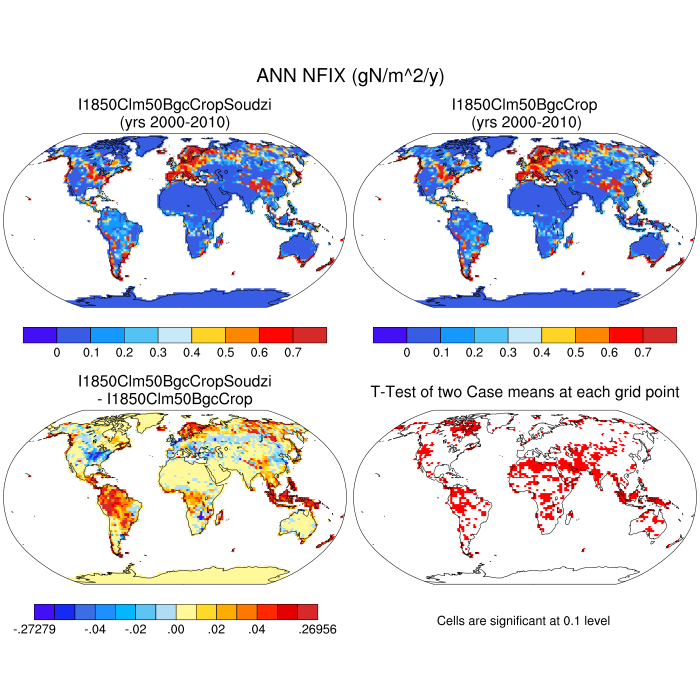 ANN NFIX (gN/m^2/y)
I1850Clm50BgcCropSoudzi
(yrs 2000-2010)
I1850Clm50BgcCrop
(yrs 2000-2010)
0 0.1 0.2 0.3 0.4 0.5 0.6 0.7
0 0.1 0.2 0.3 0.4 0.5 0.6 0.7
I1850Clm50BgcCropSoudzi
- I1850Clm50BgcCrop
T-Test of two Case means at each grid point
-.27279 -.04 -.02 .00 .02 .04 .26956
Cells are significant at 0.1 level